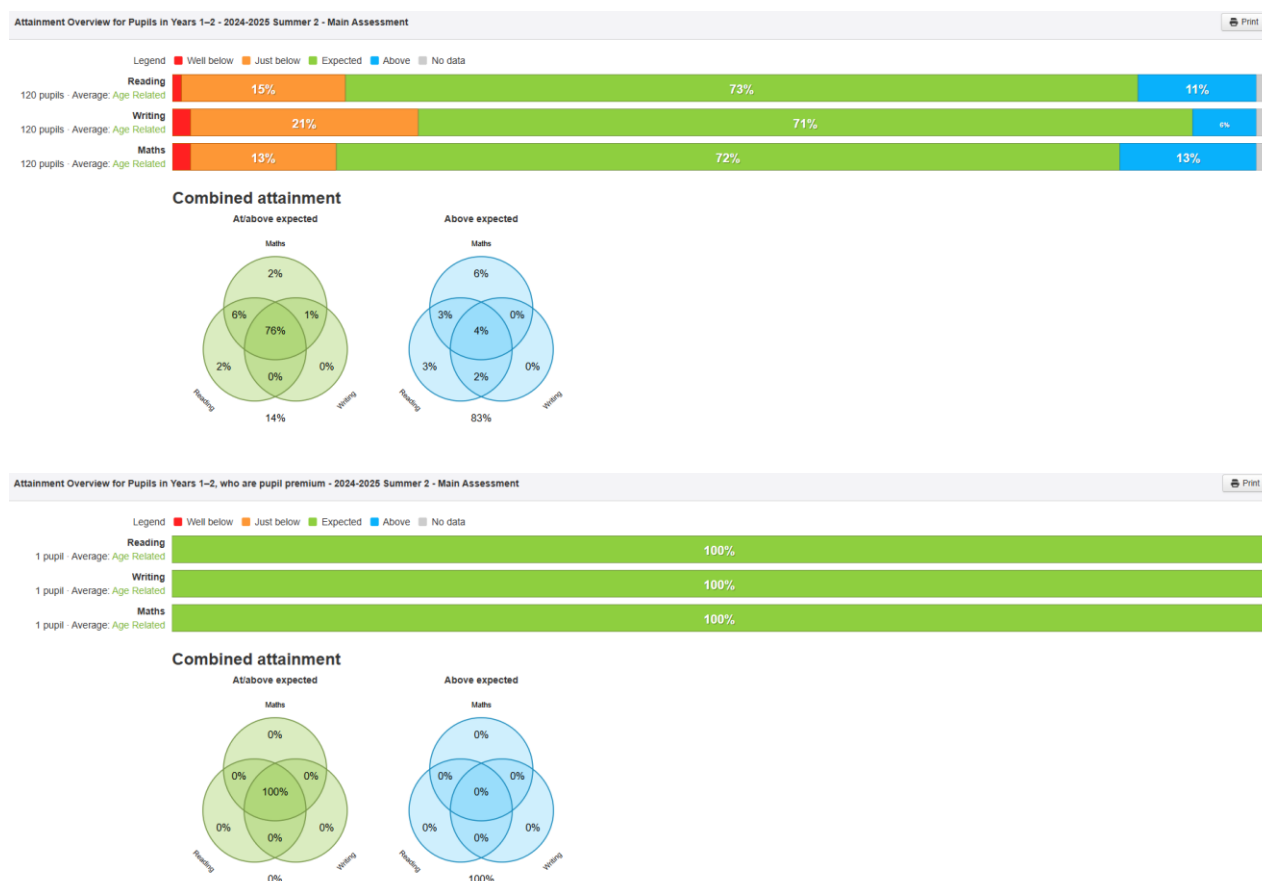 Attainment Overview for Pupils in Years 1–2 - 2024-2025 Summer 2 - Main Assessment
Print
Legend Well below Just below Expected Above No data
Reading
120 pupils · Average: Age Related
15% 73% 11%
Writing
120 pupils · Average: Age Related
21% 71% 6%
Maths
120 pupils · Average: Age Related
13% 72% 13%
Combined attainment
At/above expected Above expected
Maths Maths
2% 6%
6% 1% 3% 0%
76% 4%
2% 0% 3% 0%
0% 2%
Reading Writing Reading Writing
14% 83%
Attainment Overview for Pupils in Years 1–2, who are pupil premium - 2024-2025 Summer 2 - Main Assessment
Print
Legend Well below Just below Expected Above No data
Reading
1 pupil · Average: Age Related
100%
Writing
1 pupil · Average: Age Related
100%
Maths
1 pupil · Average: Age Related
100%
Combined attainment
At/above expected Above expected
Maths Maths
0% 0%
0% 0% 0% 0%
100% 0%
0% 0% 0% 0%
0% 0%
Reading Writing Reading Writing
0% 100%